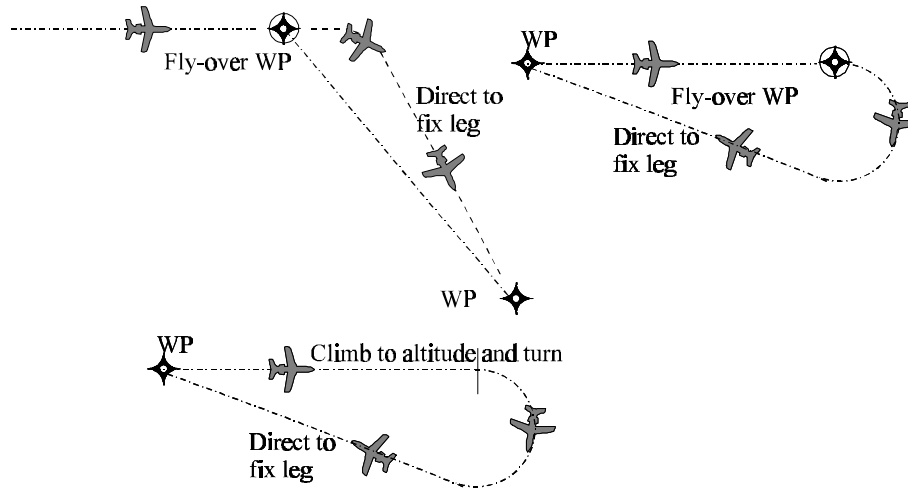 Fly-over WP
Direct to
fix leg
WP
WP
Fly-over WP
Direct to
fix leg
WP
Climb to altitude and turn
Direct to
fix leg